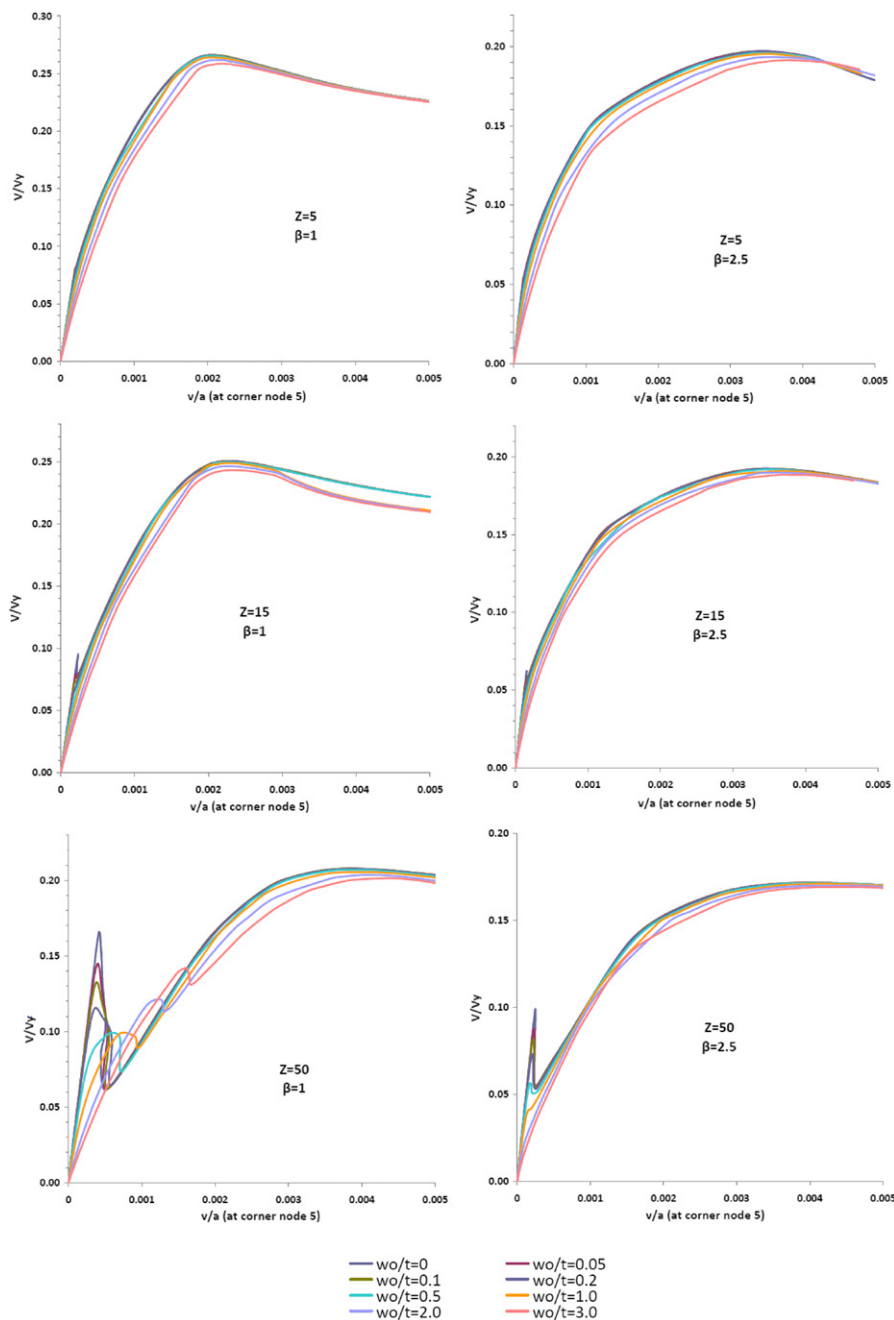 0.30
0.25
0.20
0.15
0.10
0.05
0.00
V/Vy
Z=5
β=1
0 0.001 0.002 0.003 0.004 0.005
v/a (at corner node 5)
0.20
0.15
0.10
0.05
0.00
V/Vy
Z=5
β=2.5
0 0.001 0.002 0.003 0.004 0.005
v/a (at corner node 5)
0.25
0.20
0.15
0.10
0.05
0.00
V/Vy
Z=15
β=1
0 0.001 0.002 0.003 0.004 0.005
v/a (at corner node 5)
0.20
0.15
0.10
0.05
0.00
V/Vy
Z=15
β=2.5
0 0.001 0.002 0.003 0.004 0.005
v/a (at corner node 5)
0.20
0.15
0.10
0.05
0.00
V/Vy
Z=50
β=1
0 0.001 0.002 0.003 0.004 0.005
v/a (at corner node 5)
0.20
0.15
0.10
0.05
0.00
V/Vy
Z=50
β=2.5
0 0.001 0.002 0.003 0.004 0.005
v/a (at corner node 5)
wo/t=0 wo/t=0.05
wo/t=0.1 wo/t=0.2
wo/t=0.5 wo/t=1.0
wo/t=2.0 wo/t=3.0